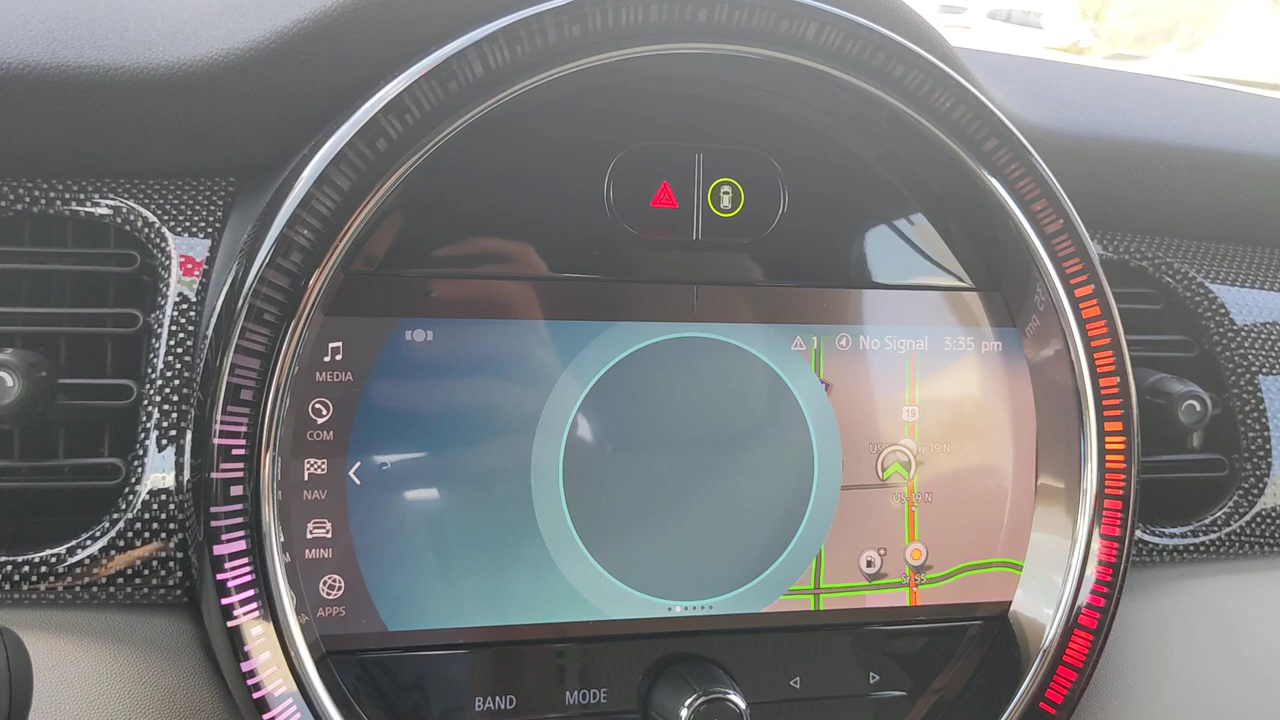 1 No Signal 3:35 pm
MEDIA
COM
NAV
MINI
APPS
19
US-19 N
BAND MODE